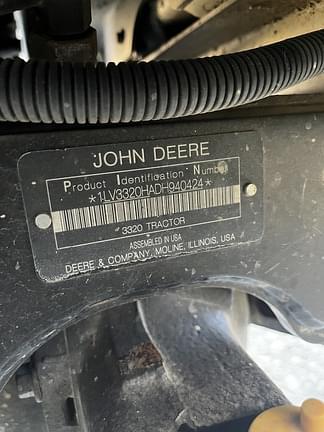 JOHN DEERE
Product Identification Number
*1LV3320HADH940424*
3320 TRACTOR
ASSEMBLED IN USA
DEERE & COMPANY, MOLINE, ILLINOIS, USA